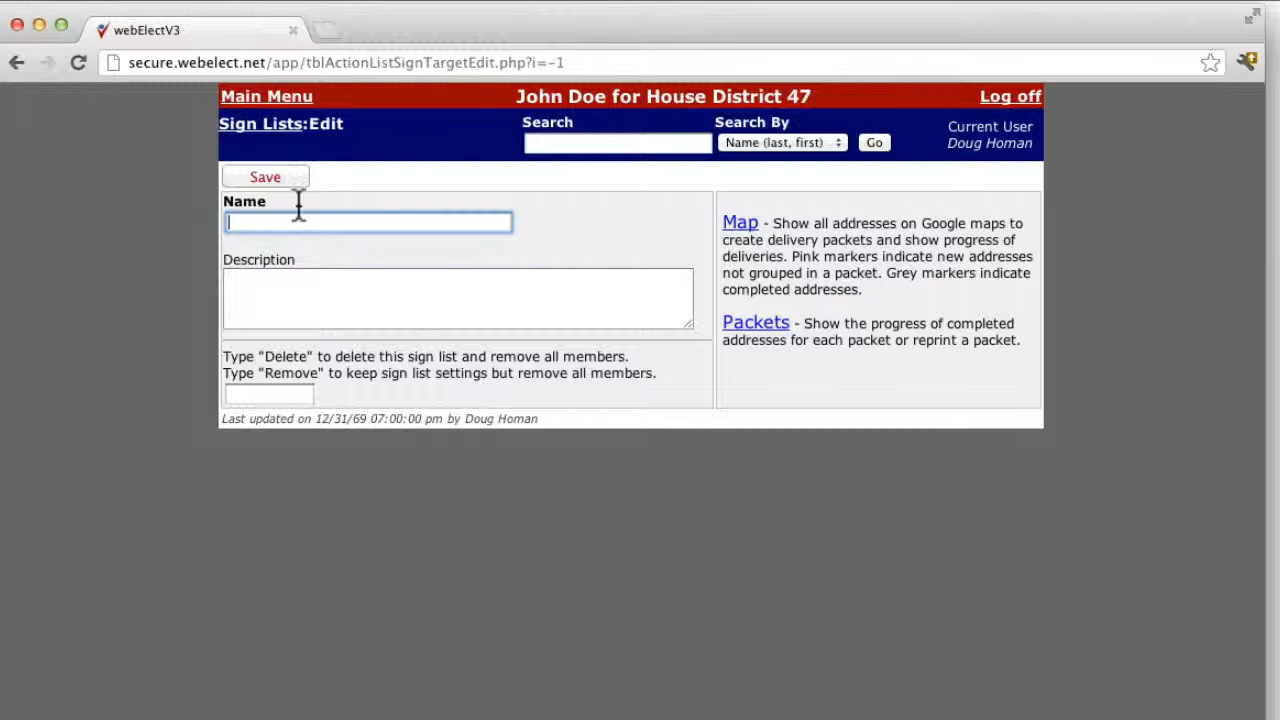 webElectV3
secure.webelect.net/app/tblActionListSignTargetEdit.php?i=-1
Main Menu
John Doe for House District 47
Log off
Sign Lists:Edit
Search
Search By
Name (last, first)
Go
Current User
Doug Homan
Save
Name
Description
Type "Delete" to delete this sign list and remove all members.
Type "Remove" to keep sign list settings but remove all members.
Last updated on 12/31/69 07:00:00 pm by Doug Homan
Map - Show all addresses on Google maps to
create delivery packets and show progress of
deliveries. Pink markers indicate new addresses
not grouped in a packet. Grey markers indicate
completed addresses.
Packets - Show the progress of completed
addresses for each packet or reprint a packet.